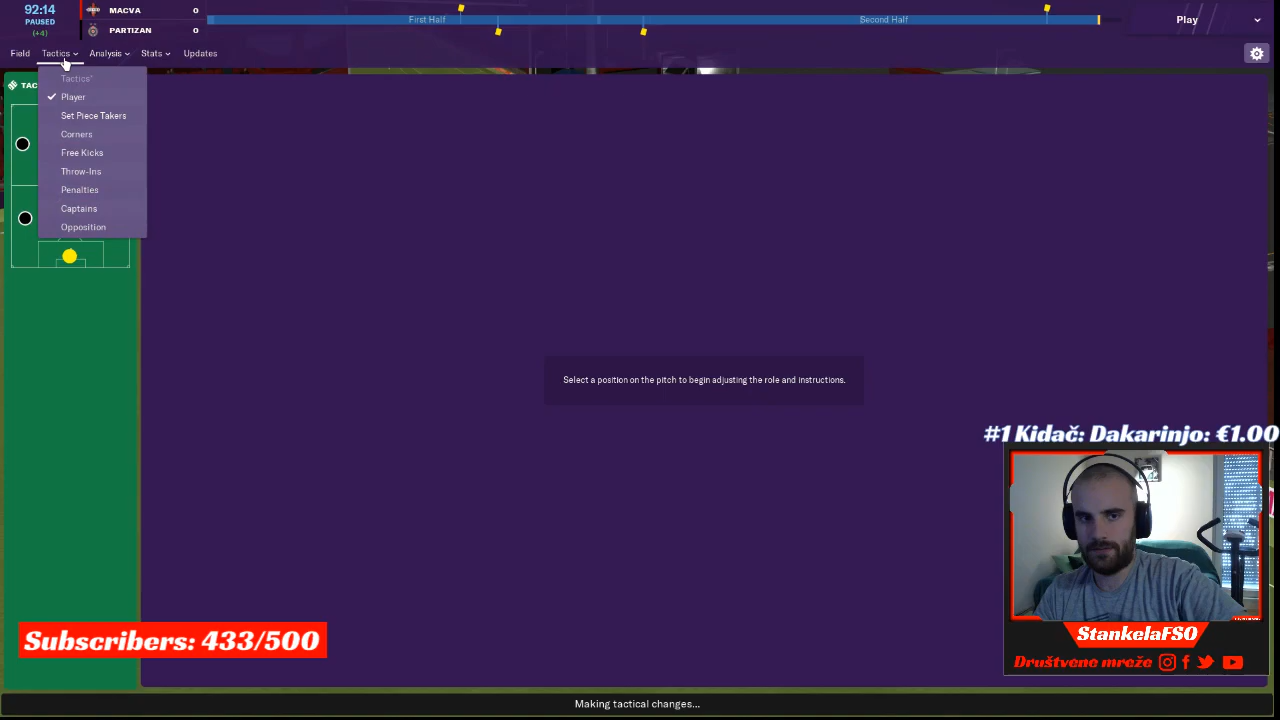 92:14
PAUSED
(+4)
MACVA 0
PARTIZAN 0
First Half
Second Half
Play
Field
Tactics
Analysis
Stats
Updates
TAC
Tactics*
Player
Set Piece Takers
Corners
Free Kicks
Throw-Ins
Penalties
Captains
Opposition
Select a position on the pitch to begin adjusting the role and instructions.
#1 Kidač: Dakarinjo: €1.00
StankelaFSO
Društvene mreže
Subscribers: 433/500
Making tactical changes...